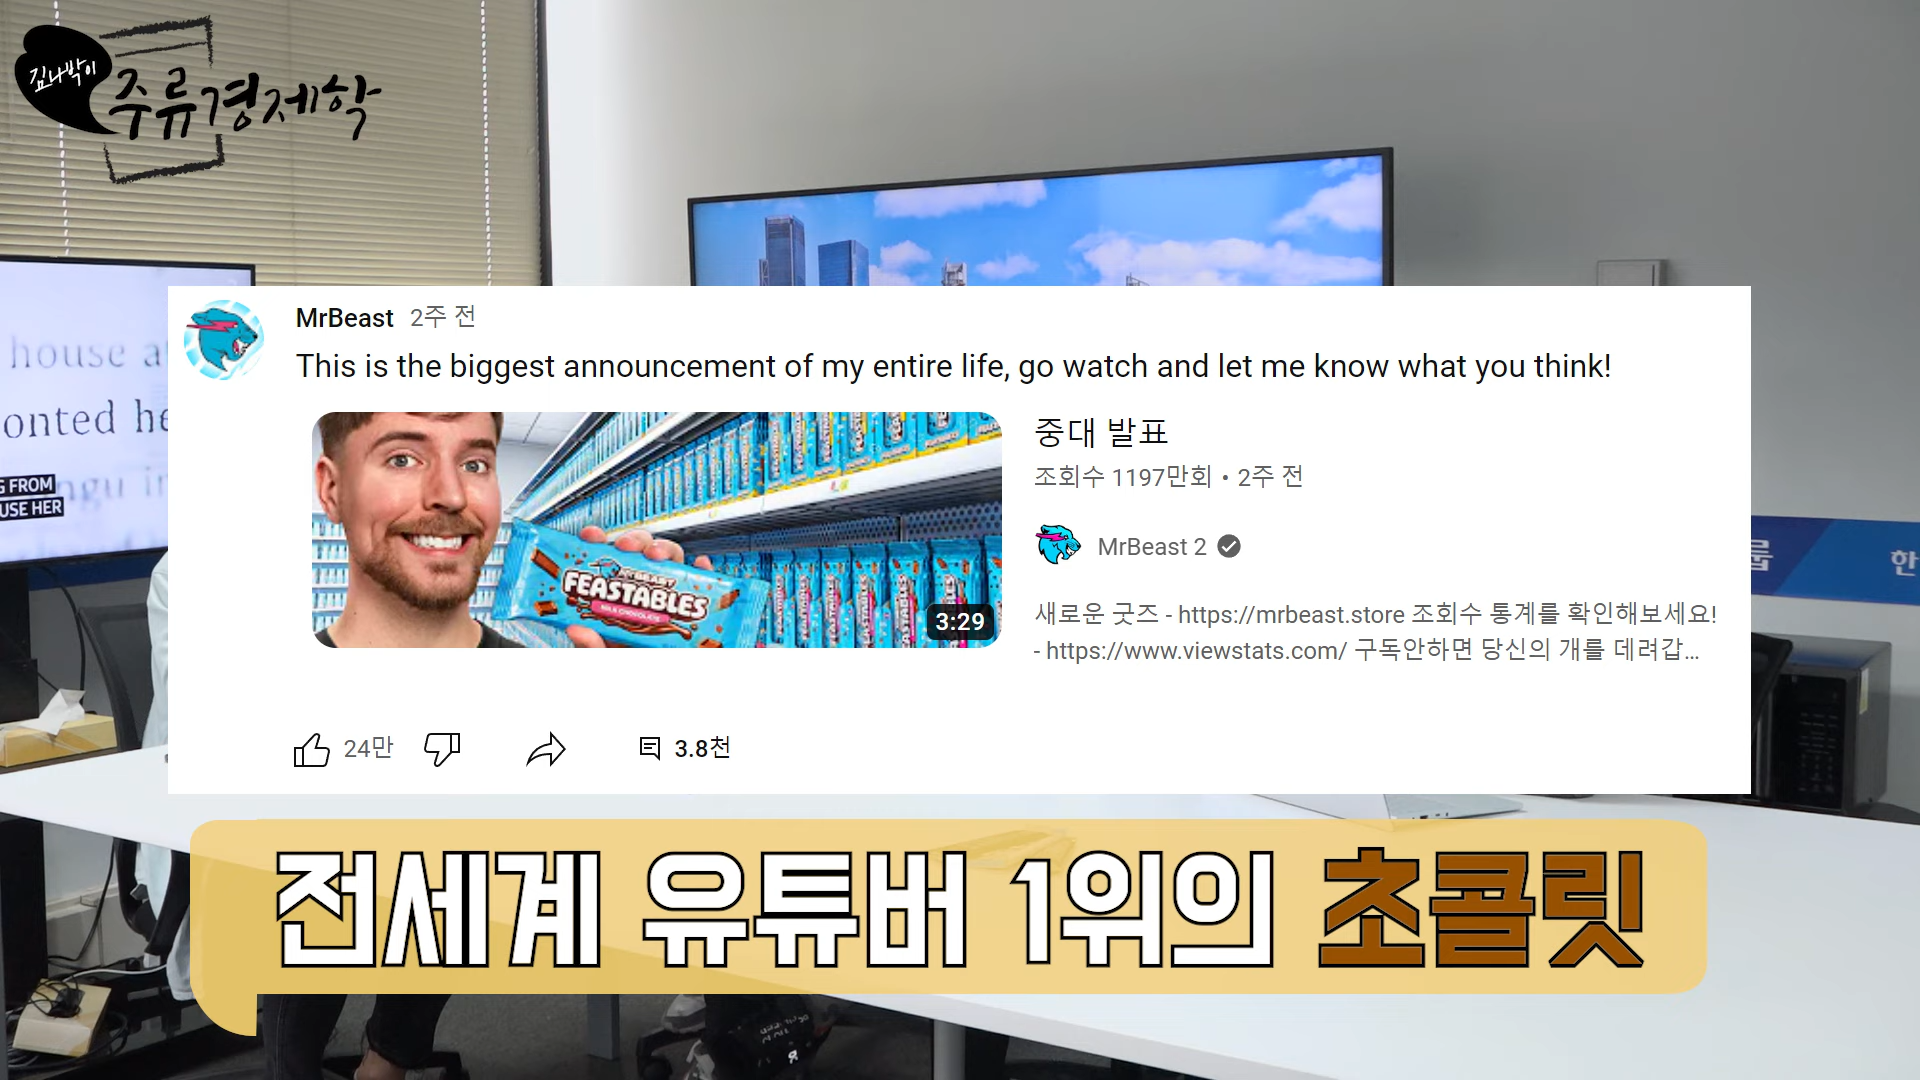 김나박이
주류경제학
house a
onted he
G FROM
USE HER
MrBeast 2주 전
This is the biggest announcement of my entire life, go watch and let me know what you think!
FEASTABLES
MILK CHOCOLATE
3:29
중대 발표
조회수 1197만회 • 2주 전
MrBeast 2
새로운 굿즈 - https://mrbeast.store 조회수 통계를 확인해보세요!
- https://www.viewstats.com/ 구독안하면 당신의 개를 데려갑...
24만 3.8천
룹 한
전세계 유튜버 1위의 초콜릿